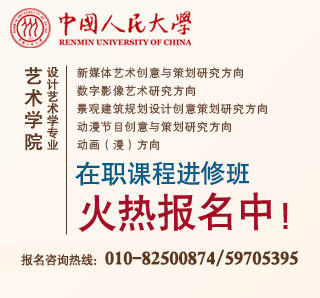 中國人民大學
RENMIN UNIVERSITY OF CHINA
艺术学院
设计艺术学专业
新媒体艺术创意与策划研究方向
数字影像艺术研究方向
景观建筑规划设计创意策划研究方向
动漫节目创意与策划研究方向
动画（漫）方向
在职课程进修班
火热报名中！
报名咨询热线：010-82500874/59705395